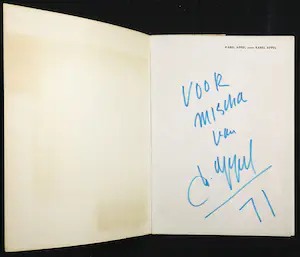 KAREL APPEL over KAREL APPEL
VOOR
mischa
van
K. Appel
71